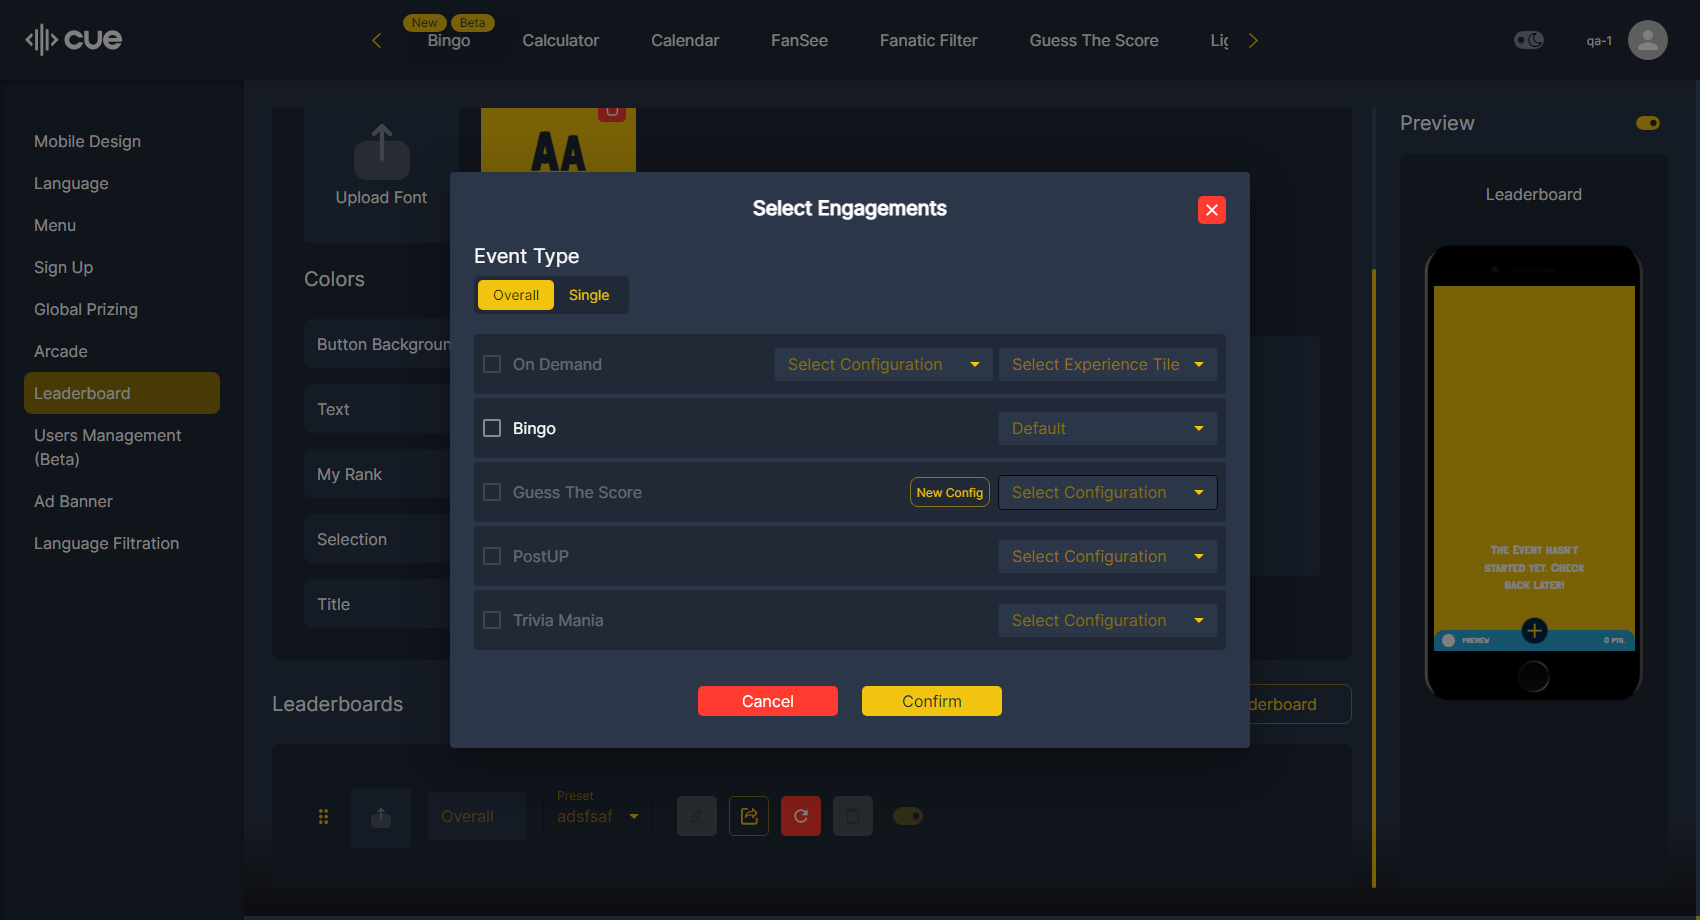 cue
New
Beta
Bingo
Calculator
Calendar
FanSee
Fanatic Filter
Guess The Score
qa-1
Mobile Design
Language
Menu
Sign Up
Global Prizing
Arcade
Leaderboard
Users Management
(Beta)
Ad Banner
Language Filtration
AA
Upload Font
Colors
Button Backgroun
Text
My Rank
Selection
Title
Select Engagements
Event Type
Overall
Single
On Demand
Select Configuration
Select Experience Tile
Bingo
Default
Guess The Score
New Config
Select Configuration
PostUP
Select Configuration
Trivia Mania
Select Configuration
Cancel
Confirm
Leaderboards
derboard
Overall
Preset
adsfsaf
Preview
Leaderboard
The Event hasn't
started yet. Check
back later!
PREVIEW
0 PTS.